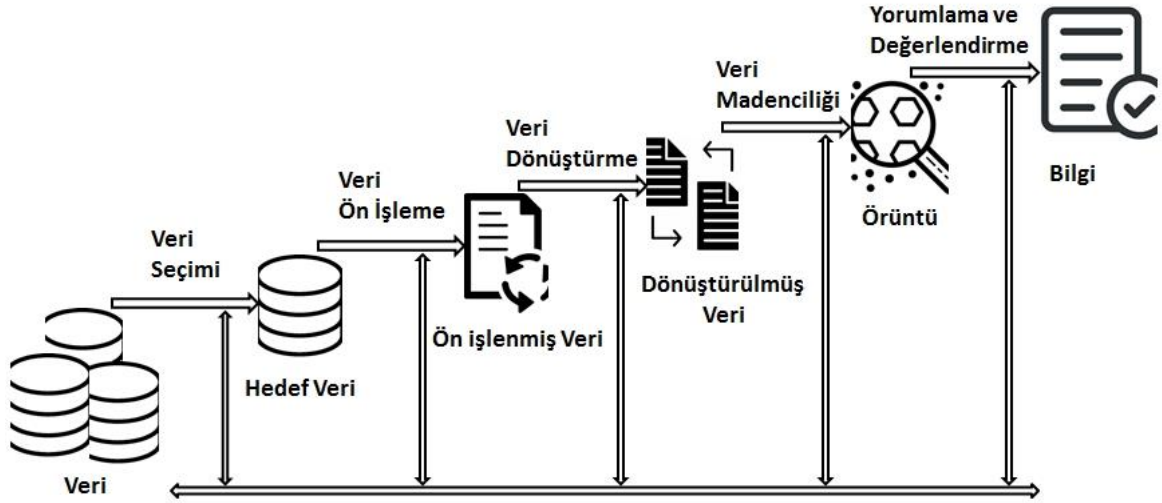 Yorumlama ve
Değerlendirme
Veri
Madenciliği
Bilgi
Veri
Dönüştürme
Örüntü
Veri
Ön İşleme
Dönüştürülmüş
Veri
Veri
Seçimi
Ön işlenmiş Veri
Hedef Veri
Veri